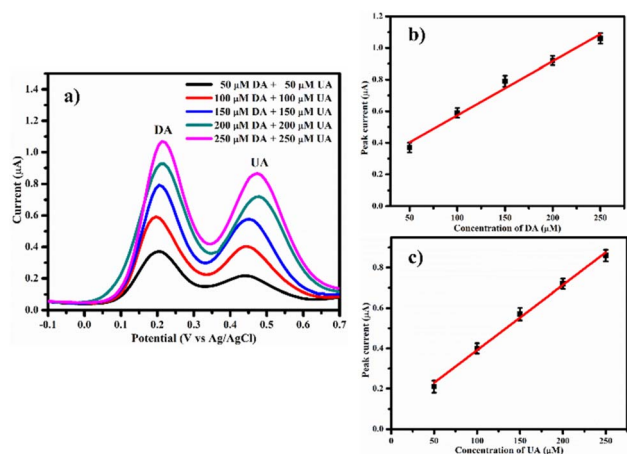 a)
50 µM DA + 50 µM UA
100 µM DA + 100 µM UA
150 µM DA + 150 µM UA
200 µM DA + 200 µM UA
250 µM DA + 250 µM UA
DA
UA
Current (µA)
1.4
1.2
1.0
0.8
0.6
0.4
0.2
0.0
-0.1 0.0 0.1 0.2 0.3 0.4 0.5 0.6 0.7
Potential (V vs Ag/AgCl)
b)
Peak current (µA)
1.2
1.0
0.8
0.6
0.4
0.2
50 100 150 200 250
Concentration of DA (µM)
c)
Peak current (µA)
0.8
0.6
0.4
0.2
0.0
0 50 100 150 200 250
Concentration of UA (µM)